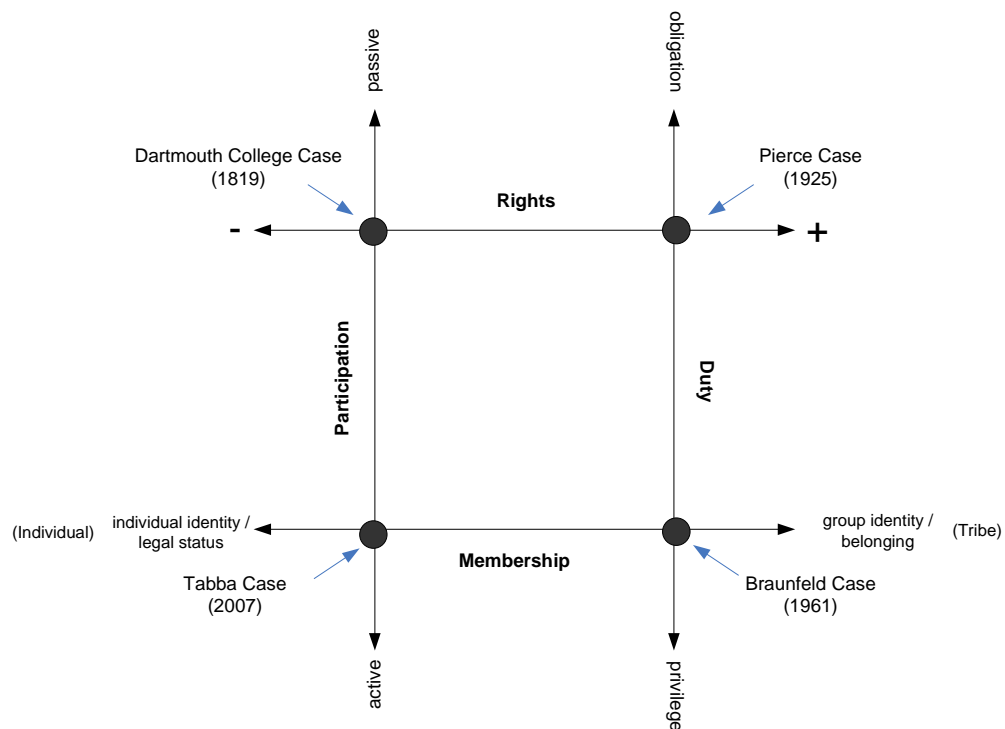 passive
obligation
Dartmouth College Case
(1819)
Pierce Case
(1925)
Rights
-
+
Participation
Duty
(Individual)
individual identity /
legal status
group identity /
belonging
(Tribe)
Membership
Tabba Case
(2007)
Braunfeld Case
(1961)
active
privilege